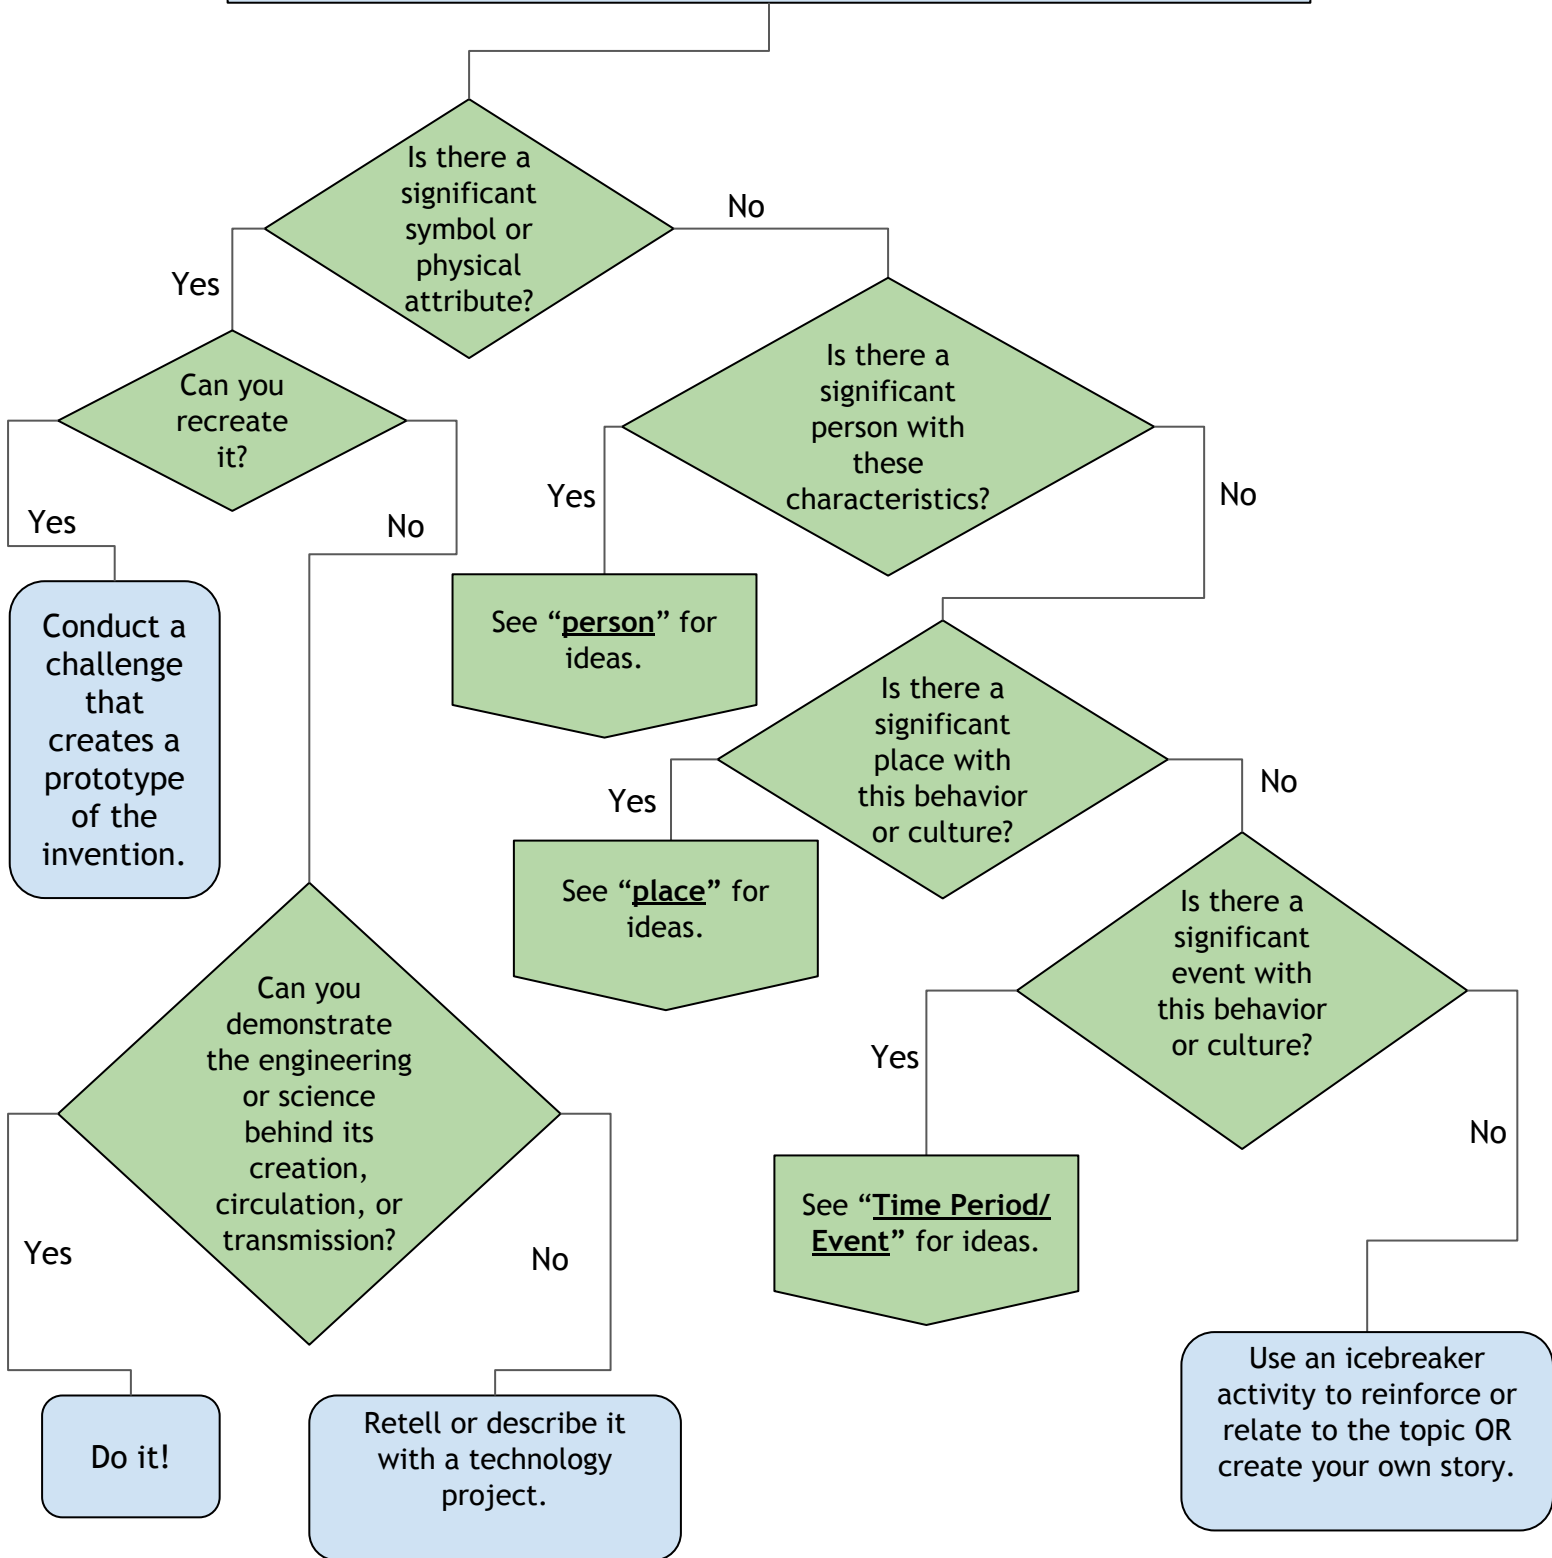 Is there a
significant
symbol or
physical
attribute?
No
Yes
Can you
recreate
it?
Is there a
significant
person with
these
characteristics?
Yes
No
Yes
No
Conduct a
challenge
that
creates a
prototype
of the
invention.
See “person” for
ideas.
Is there a
significant
place with
this behavior
or culture?
Yes
No
See “place” for
ideas.
Is there a
significant
event with
this behavior
or culture?
Can you
demonstrate
the engineering
or science
behind its
creation,
circulation, or
transmission?
Yes
No
Yes
No
See “Time Period/
Event” for ideas.
Do it!
Retell or describe it
with a technology
project.
Use an icebreaker
activity to reinforce or
relate to the topic OR
create your own story.